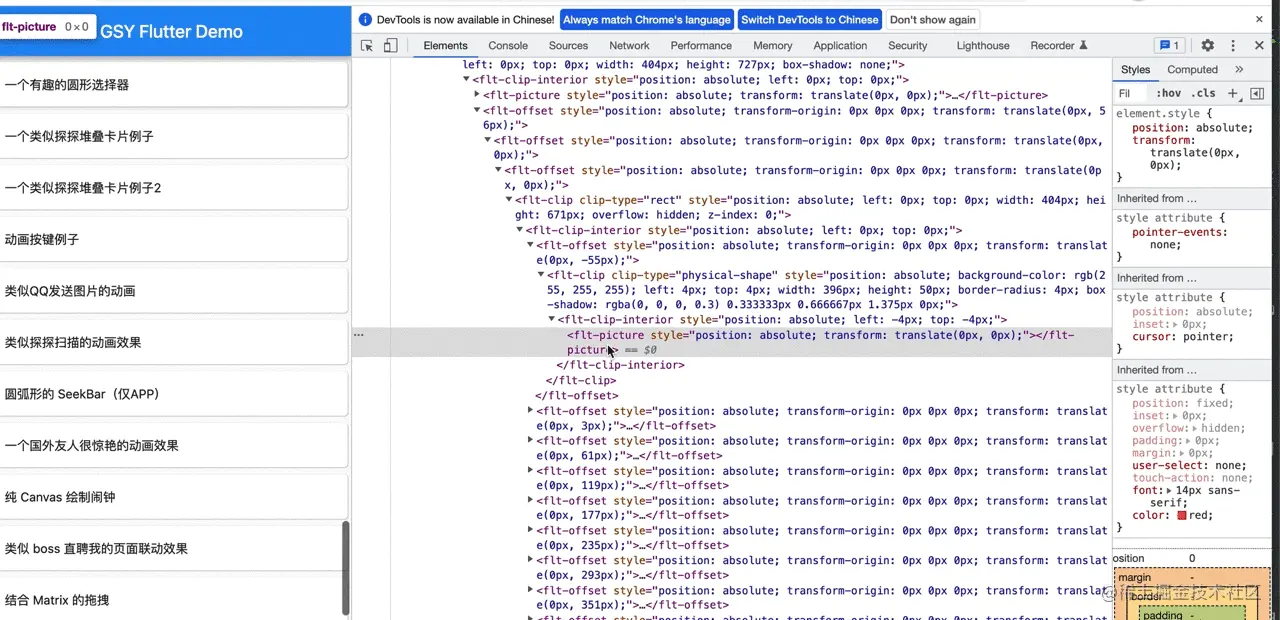 flt-picture 0×0
GSY Flutter Demo
一个有趣的圆形选择器
一个类似探探堆叠卡片例子
一个类似探探堆叠卡片例子2
动画按键例子
类似QQ发送图片的动画
类似探探扫描的动画效果
圆弧形的 SeekBar（仅APP）
一个国外友人很惊艳的动画效果
纯 Canvas 绘制闹钟
类似 boss 直聘我的页面联动效果
结合 Matrix 的拖拽
DevTools is now available in Chinese! Always match Chrome's language Switch DevTools to Chinese Don't show again
Elements Console Sources Network Performance Memory Application Security Lighthouse Recorder 1
left: 0px; top: 0px; width: 404px; height: 727px; box-shadow: none;">
<flt-clip-interior style="position: absolute; left: 0px; top: 0px;">
<flt-picture style="position: absolute; transform: translate(0px, 0px);">…</flt-picture>
<flt-offset style="position: absolute; transform-origin: 0px 0px 0px; transform: translate(0px, 5
6px);">
<flt-offset style="position: absolute; transform-origin: 0px 0px 0px; transform: translate(0px,
0px);">
<flt-offset style="position: absolute; transform-origin: 0px 0px 0px; transform: translate(0p
x, 0px);">
<flt-clip clip-type="rect" style="position: absolute; left: 0px; top: 0px; width: 404px; hei
ght: 671px; overflow: hidden; z-index: 0;">
<flt-clip-interior style="position: absolute; left: 0px; top: 0px;">
<flt-offset style="position: absolute; transform-origin: 0px 0px 0px; transform: translat
e(0px, -55px);">
<flt-clip clip-type="physical-shape" style="position: absolute; background-color: rgb(2
55, 255, 255); left: 4px; top: 4px; width: 396px; height: 50px; border-radius: 4px; box
-shadow: rgba(0, 0, 0, 0.3) 0.333333px 0.666667px 1.375px 0px;">
<flt-clip-interior style="position: absolute; left: -4px; top: -4px;">
<flt-picture style="position: absolute; transform: translate(0px, 0px);"></flt-
picture> == $0
</flt-clip-interior>
</flt-clip>
</flt-offset>
<flt-offset style="position: absolute; transform-origin: 0px 0px 0px; transform: translat
e(0px, 3px);">…</flt-offset>
<flt-offset style="position: absolute; transform-origin: 0px 0px 0px; transform: translat
e(0px, 61px);">…</flt-offset>
<flt-offset style="position: absolute; transform-origin: 0px 0px 0px; transform: translat
e(0px, 119px);">…</flt-offset>
<flt-offset style="position: absolute; transform-origin: 0px 0px 0px; transform: translat
e(0px, 177px);">…</flt-offset>
<flt-offset style="position: absolute; transform-origin: 0px 0px 0px; transform: translat
e(0px, 235px);">…</flt-offset>
<flt-offset style="position: absolute; transform-origin: 0px 0px 0px; transform: translat
e(0px, 293px);">…</flt-offset>
<flt-offset style="position: absolute; transform-origin: 0px 0px 0px; transform: translat
e(0px, 351px);">…</flt-offset>
Styles Computed »
Fil :hov .cls +
element.style {
position: absolute;
transform:
translate(0px,
0px);
}
Inherited from …
style attribute {
pointer-events:
none;
}
Inherited from …
style attribute {
position: absolute;
inset: 0px;
cursor: pointer;
}
Inherited from …
style attribute {
position: fixed;
inset: 0px;
overflow: hidden;
padding: 0px;
margin: 0px;
user-select: none;
touch-action: none;
font: 14px sans-
serif;
color: red;
}
osition 0
margin -
border
padding -
@稀土掘金技术社区